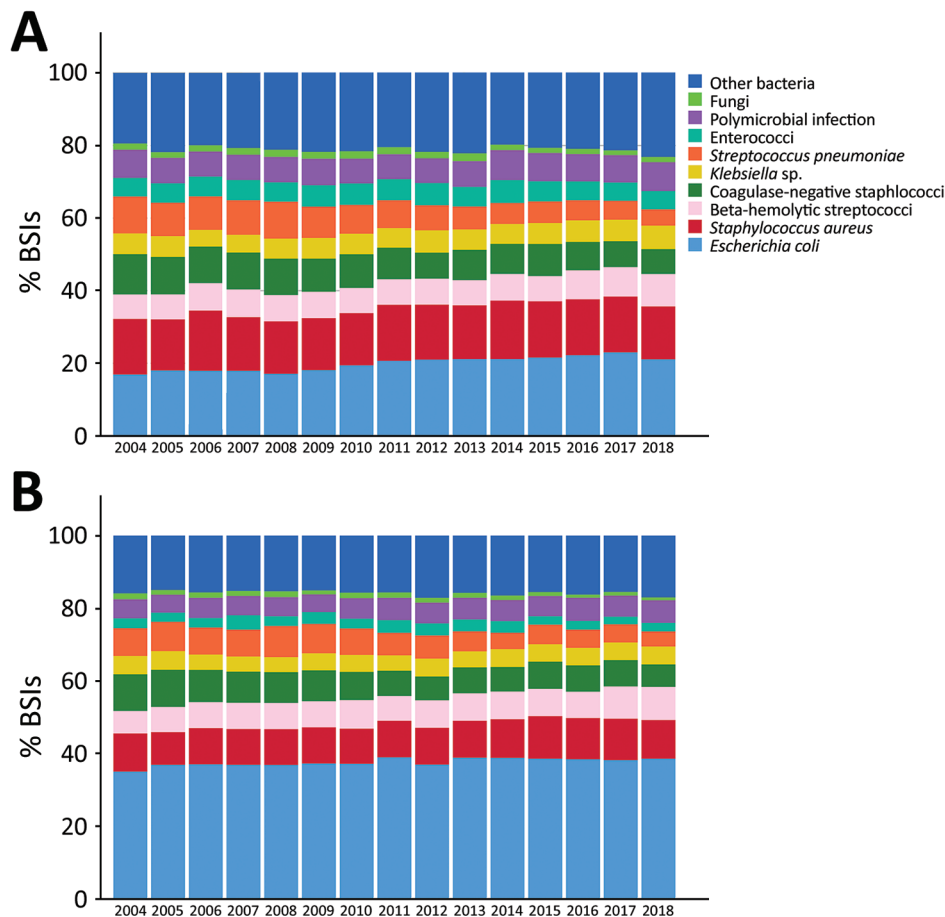 A
100
80
60
40
20
0
% BSIs
2004 2005 2006 2007 2008 2009 2010 2011 2012 2013 2014 2015 2016 2017 2018
Other bacteria
Fungi
Polymicrobial infection
Enterococci
Streptococcus pneumoniae
Klebsiella sp.
Coagulase-negative staphlococci
Beta-hemolytic streptococci
Staphylococcus aureus
Escherichia coli
B
100
80
60
40
20
0
% BSIs
2004 2005 2006 2007 2008 2009 2010 2011 2012 2013 2014 2015 2016 2017 2018